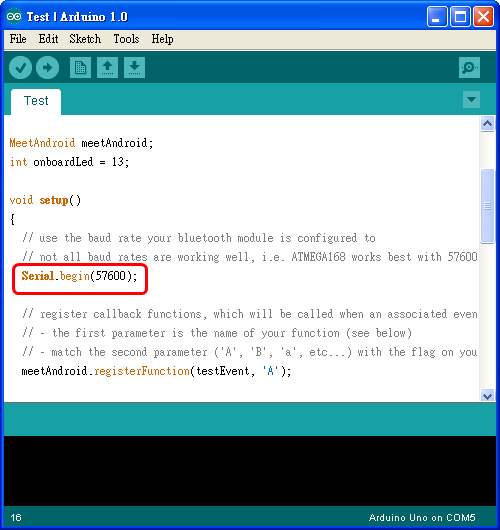 Test | Arduino 1.0
File Edit Sketch Tools Help
Test
MeetAndroid meetAndroid;
int onboardLed = 13;
void setup()
{
// use the baud rate your bluetooth module is configured to
// not all baud rates are working well, i.e. ATMEGA168 works best with 57600
Serial.begin(57600);
// register callback functions, which will be called when an associated even
// - the first parameter is the name of your function (see below)
// - match the second parameter ('A', 'B', 'a', etc...) with the flag on you
meetAndroid.registerFunction(testEvent, 'A');
16
Arduino Uno on COM5